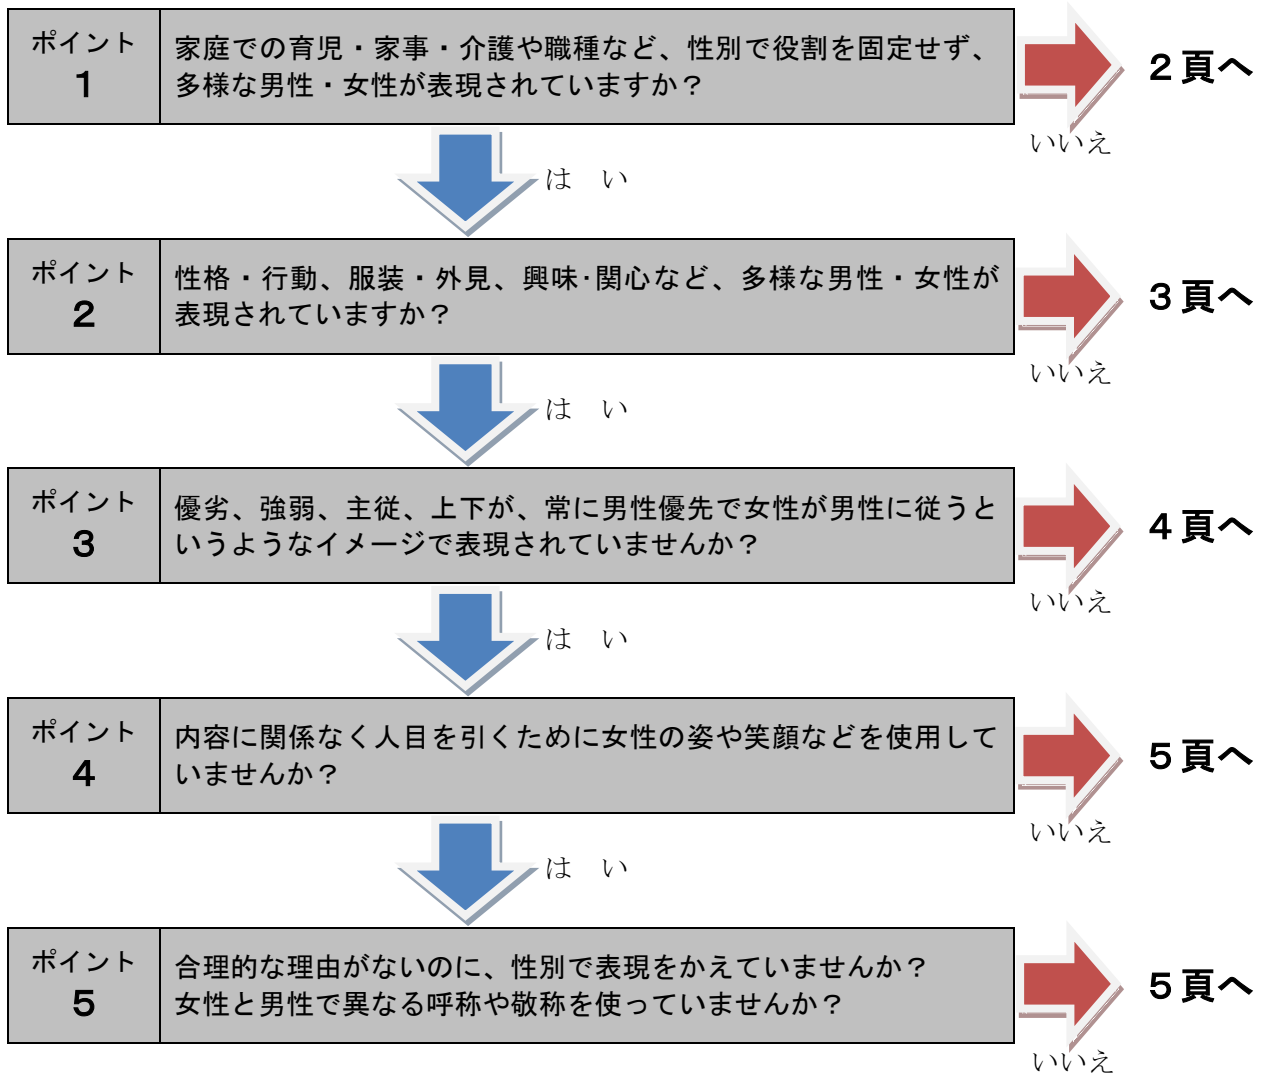 ポイント
1
家庭での育児・家事・介護や職種など、性別で役割を固定せず、
多様な男性・女性が表現されていますか？
２頁へ
いいえ
は　い
ポイント
2
性格・行動、服装・外見、興味･関心など、多様な男性・女性が
表現されていますか？
３頁へ
いいえ
は　い
ポイント
3
優劣、強弱、主従、上下が、常に男性優先で女性が男性に従うと
いうようなイメージで表現されていませんか？
４頁へ
いいえ
は　い
ポイント
4
内容に関係なく人目を引くために女性の姿や笑顔などを使用して
いませんか？
５頁へ
いいえ
は　い
ポイント
5
合理的な理由がないのに、性別で表現をかえていませんか？
女性と男性で異なる呼称や敬称を使っていませんか？
５頁へ
いいえ